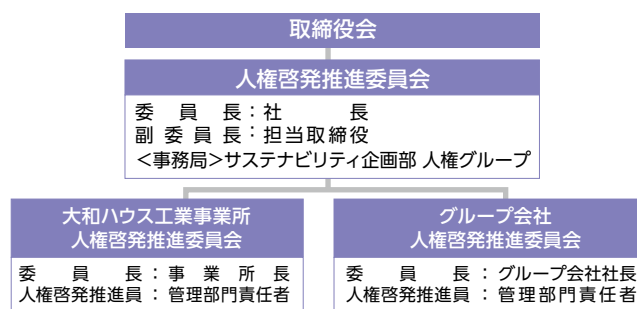 取締役会
人権啓発推進委員会
委員長：社長
副委員長：担当取締役
＜事務局＞サステナビリティ企画部 人権グループ
大和ハウス工業事業所
人権啓発推進委員会
委員長：事業所長
人権啓発推進員：管理部門責任者
グループ会社
人権啓発推進委員会
委員長：グループ会社社長
人権啓発推進員：管理部門責任者